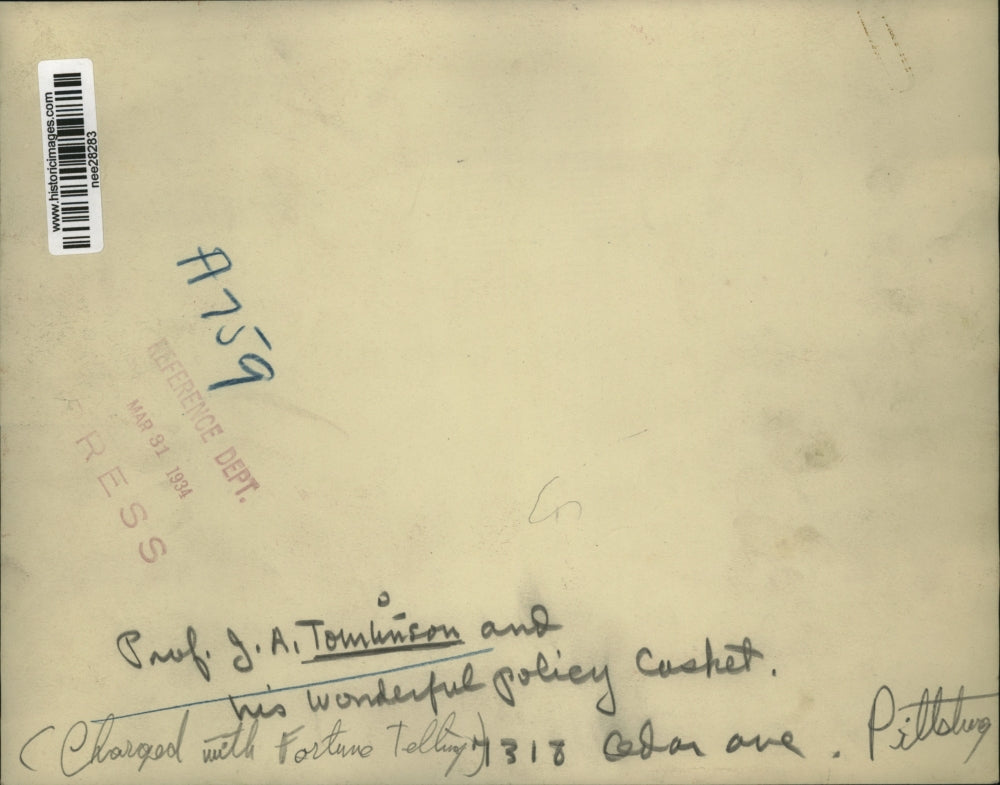 www.historicimages.com
nee28283
A759
REFERENCE DEPT.
MAR 31 1934
PRESS
Prof. J. A. Tomlinson and
his wonderful policy casket.
(Charged with Fortune Telling) 1318 Cedar ave. Pittsburg